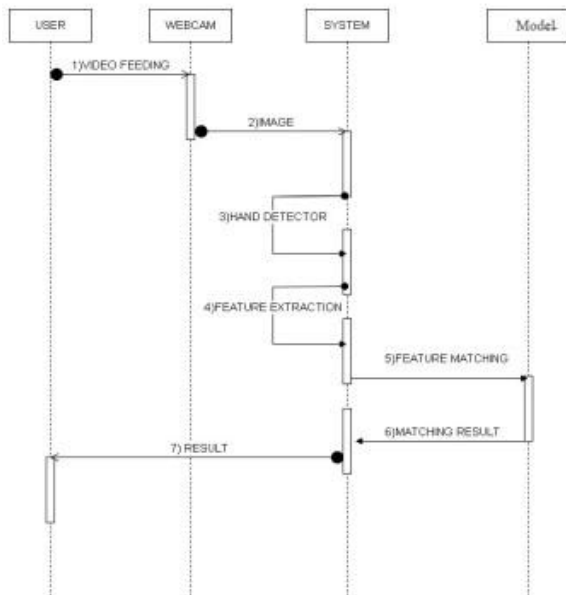 USER
WEBCAM
SYSTEM
Model
1)VIDEO FEEDING
2)IMAGE
3)HAND DETECTOR
4)FEATURE EXTRACTION
5)FEATURE MATCHING
6)MATCHING RESULT
7) RESULT